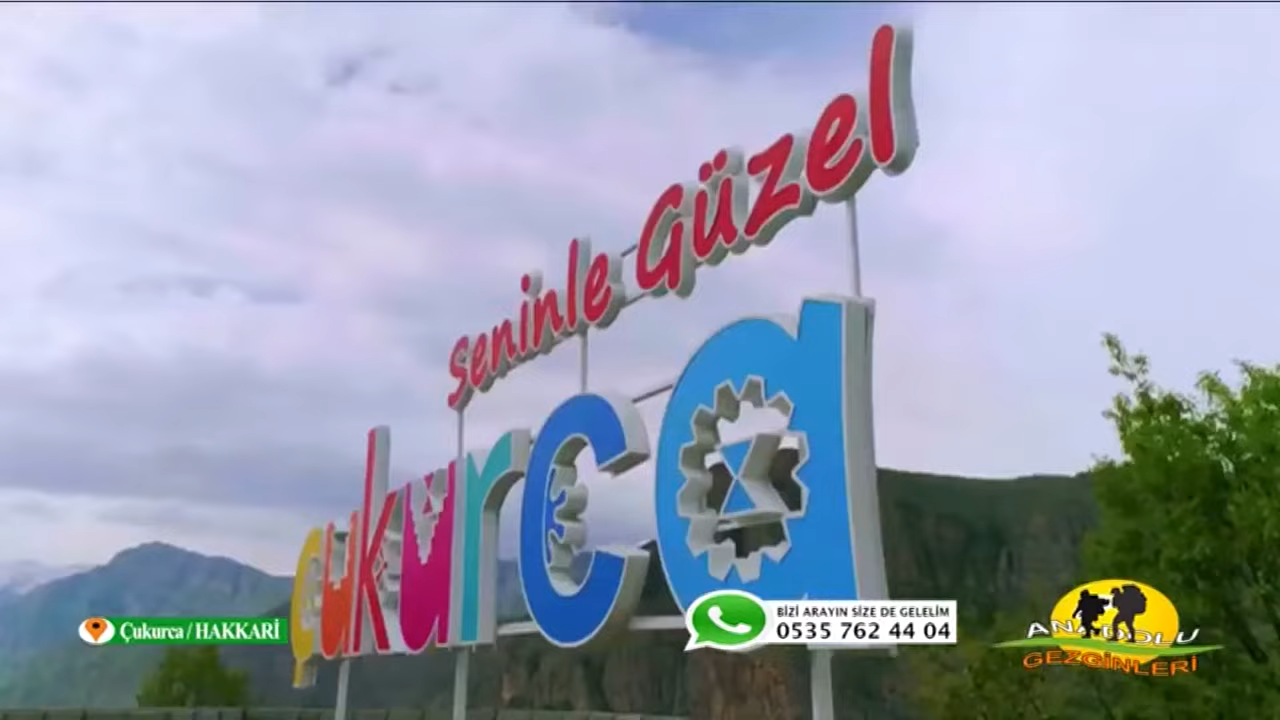 Seninle Güzel
çukurca
Çukurca / HAKKARİ
BİZİ ARAYIN SİZE DE GELELİM
0535 762 44 04
ANADOLU
GEZGİNLERİ